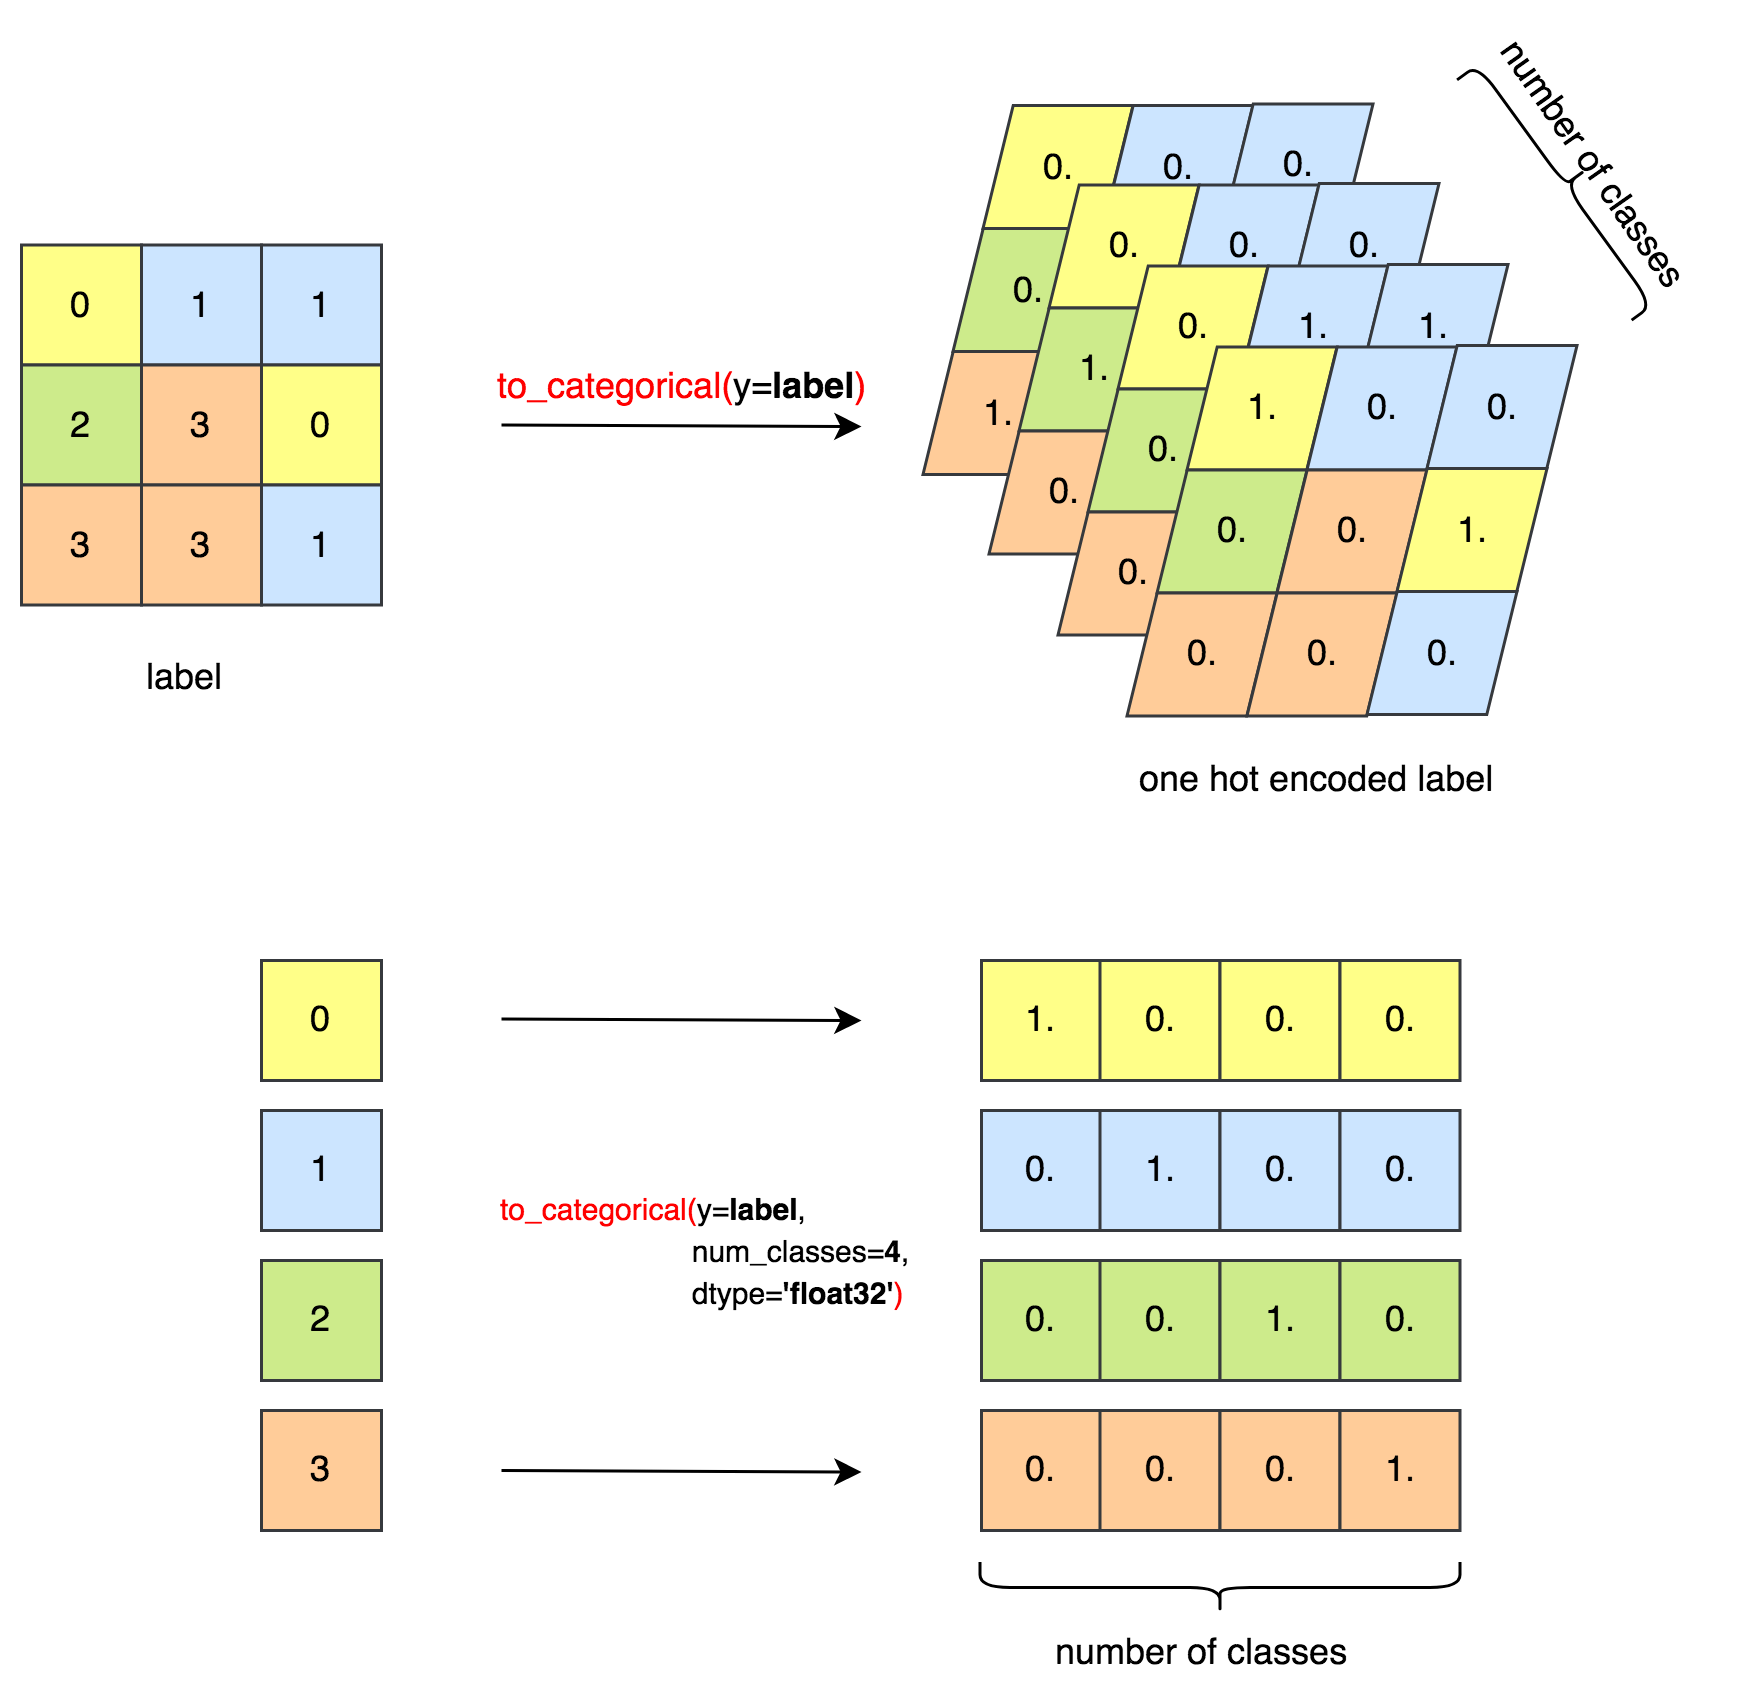 number of classes
0. 0. 0.
0. 0. 0.
0 1 1
0. 0. 1. 1.
2 3 0
to_categorical(y=label)
1. 1. 0. 1. 0. 0.
3 3 1
0. 0. 0. 1.
0. 0. 0. 0.
label
one hot encoded label
0
1. 0. 0. 0.
1
0. 1. 0. 0.
to_categorical(y=label,
num_classes=4,
dtype='float32')
2
0. 0. 1. 0.
3
0. 0. 0. 1.
number of classes